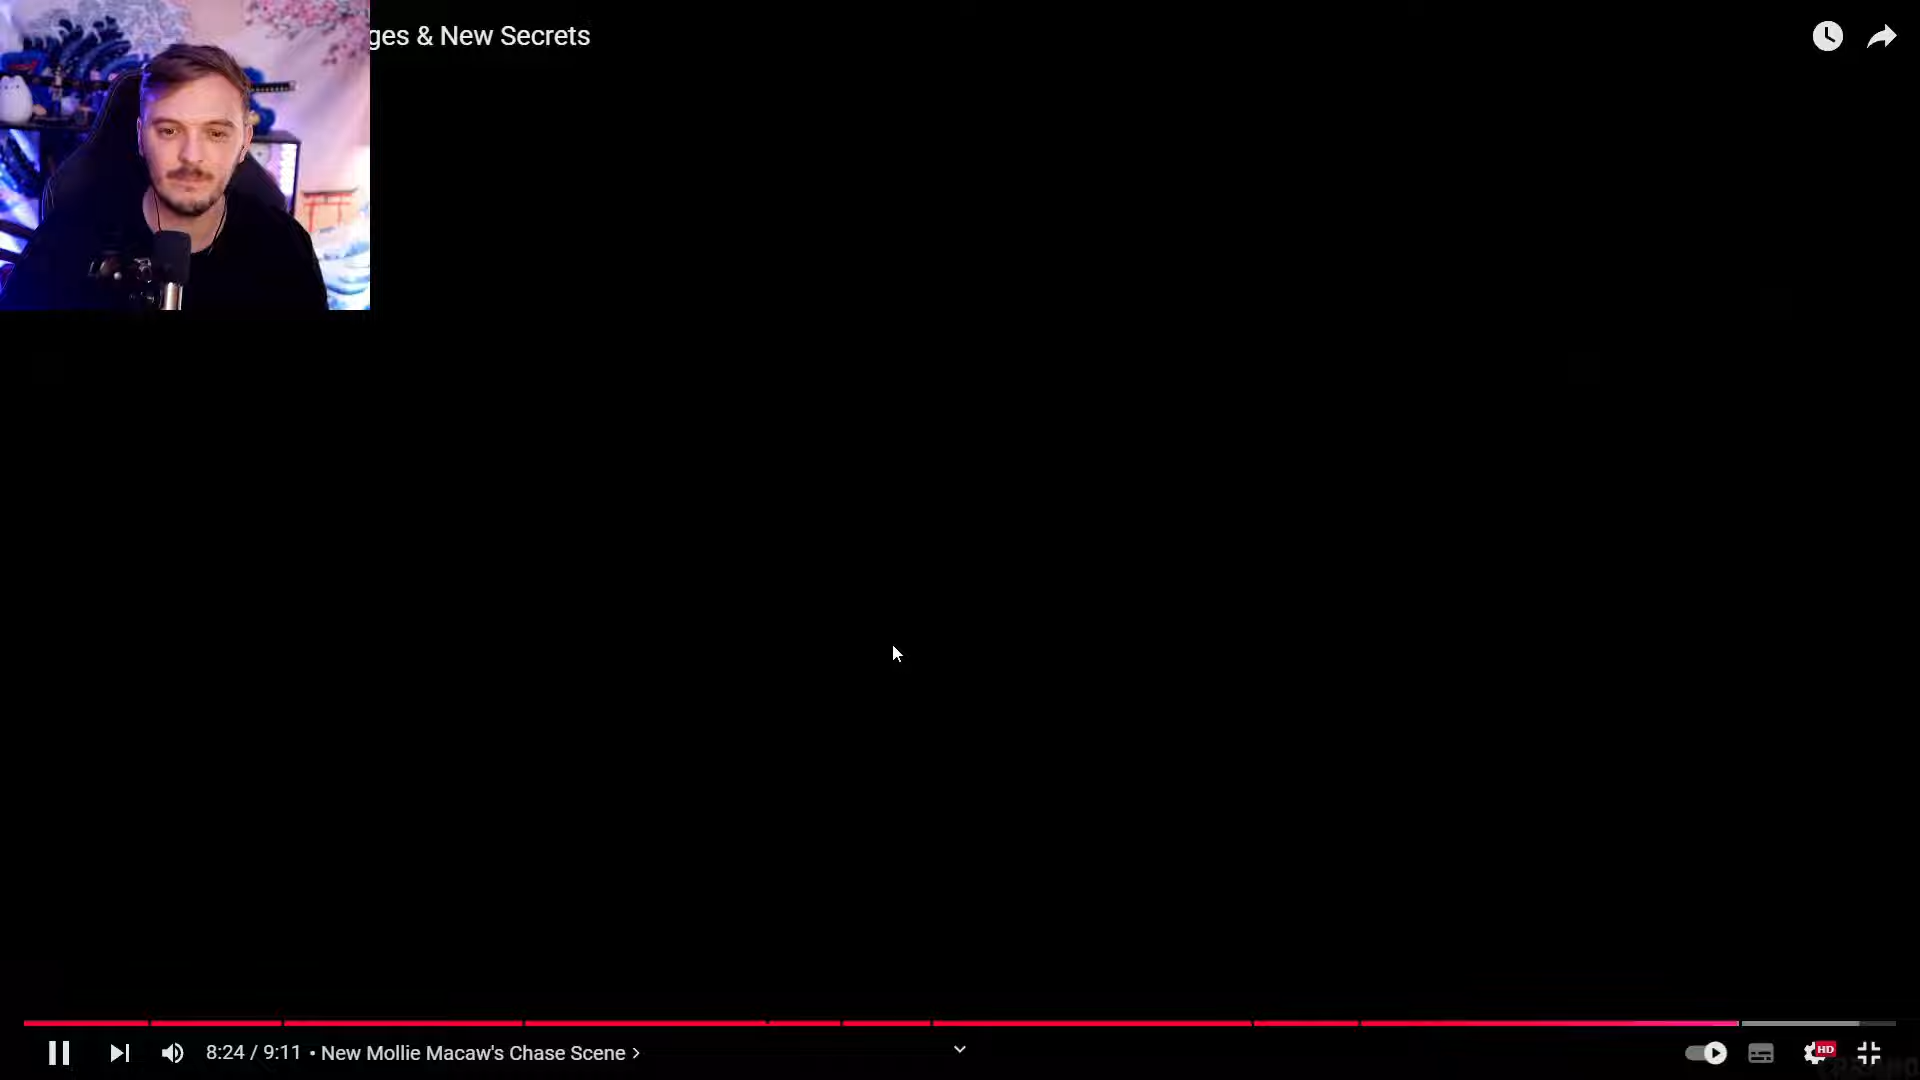 ges & New Secrets
8:24 / 9:11 • New Mollie Macaw's Chase Scene >
HD